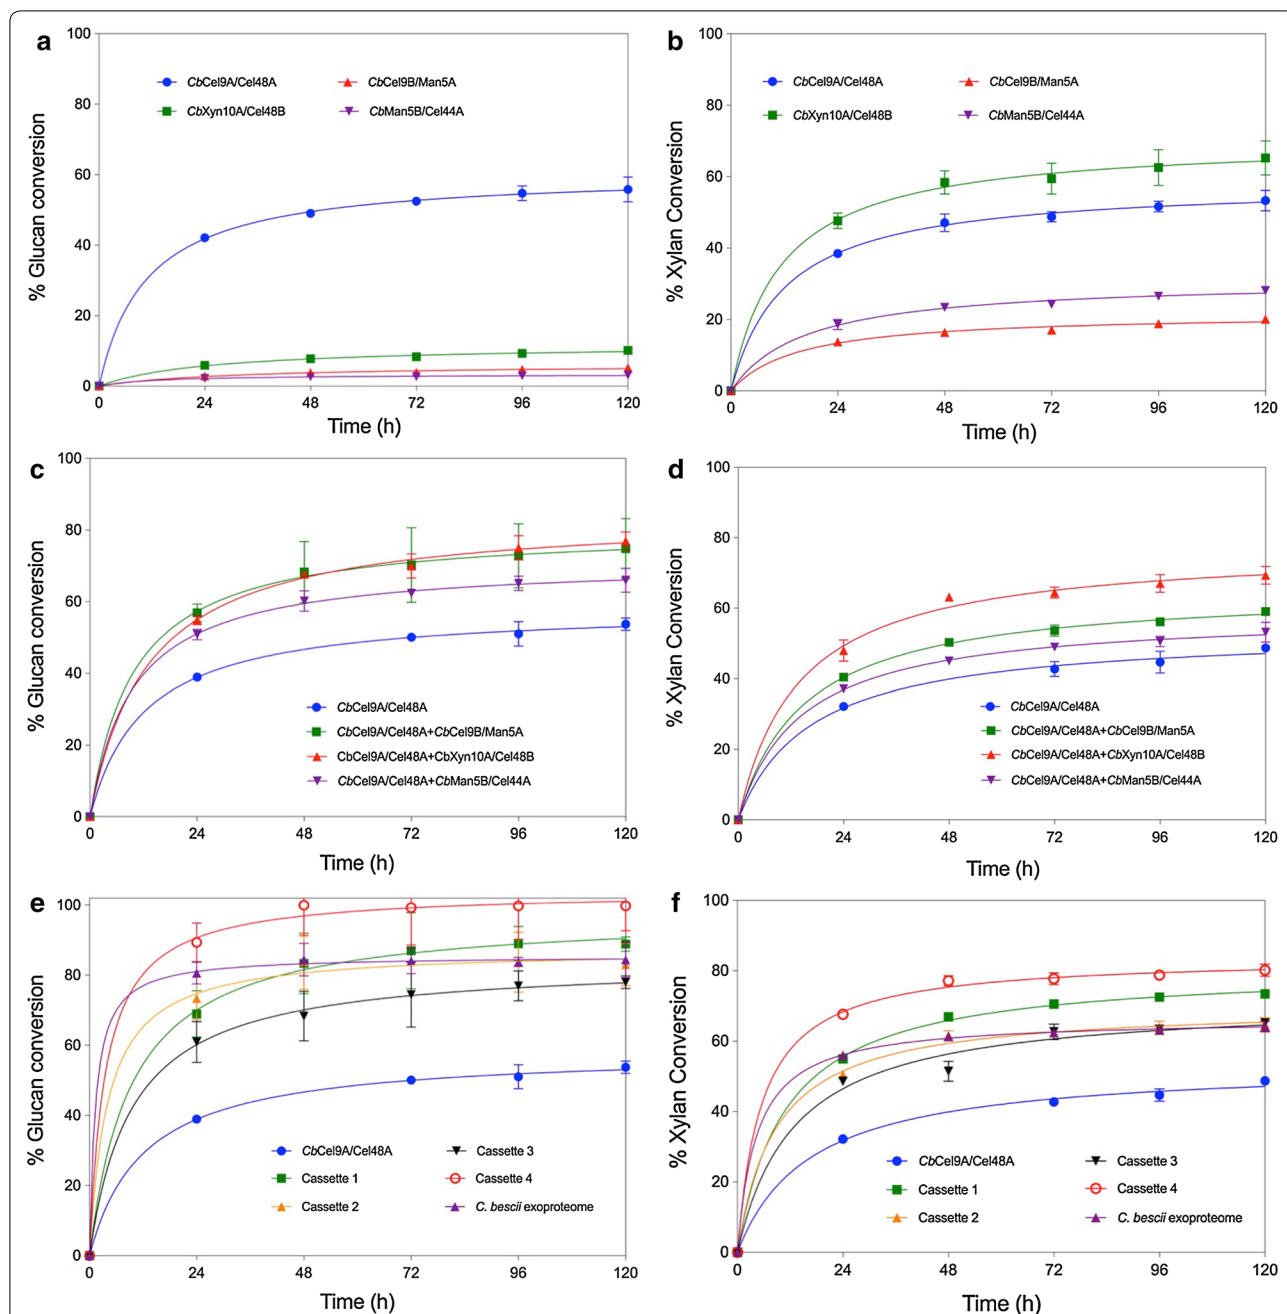 a
100
80
60
40
20
0
% Glucan conversion
CbCel9A/Cel48A
CbCel9B/Man5A
CbXyn10A/Cel48B
CbMan5B/Cel44A
0 24 48 72 96 120
Time (h)
b
100
80
60
40
20
0
% Xylan Conversion
CbCel9A/Cel48A
CbCel9B/Man5A
CbXyn10A/Cel48B
CbMan5B/Cel44A
0 24 48 72 96 120
Time (h)
c
100
80
60
40
20
0
% Glucan conversion
CbCel9A/Cel48A
CbCel9A/Cel48A+CbCel9B/Man5A
CbCel9A/Cel48A+CbXyn10A/Cel48B
CbCel9A/Cel48A+CbMan5B/Cel44A
0 24 48 72 96 120
Time (h)
d
100
80
60
40
20
0
% Xylan Conversion
CbCel9A/Cel48A
CbCel9A/Cel48A+CbCel9B/Man5A
CbCel9A/Cel48A+CbXyn10A/Cel48B
CbCel9A/Cel48A+CbMan5B/Cel44A
0 24 48 72 96 120
Time (h)
e
100
80
60
40
20
0
% Glucan conversion
CbCel9A/Cel48A
Cassette 3
Cassette 1
Cassette 4
Cassette 2
C. bescii exoproteome
0 24 48 72 96 120
Time (h)
f
100
80
60
40
20
0
% Xylan Conversion
CbCel9A/Cel48A
Cassette 3
Cassette 1
Cassette 4
Cassette 2
C. bescii exoproteome
0 24 48 72 96 120
Time (h)